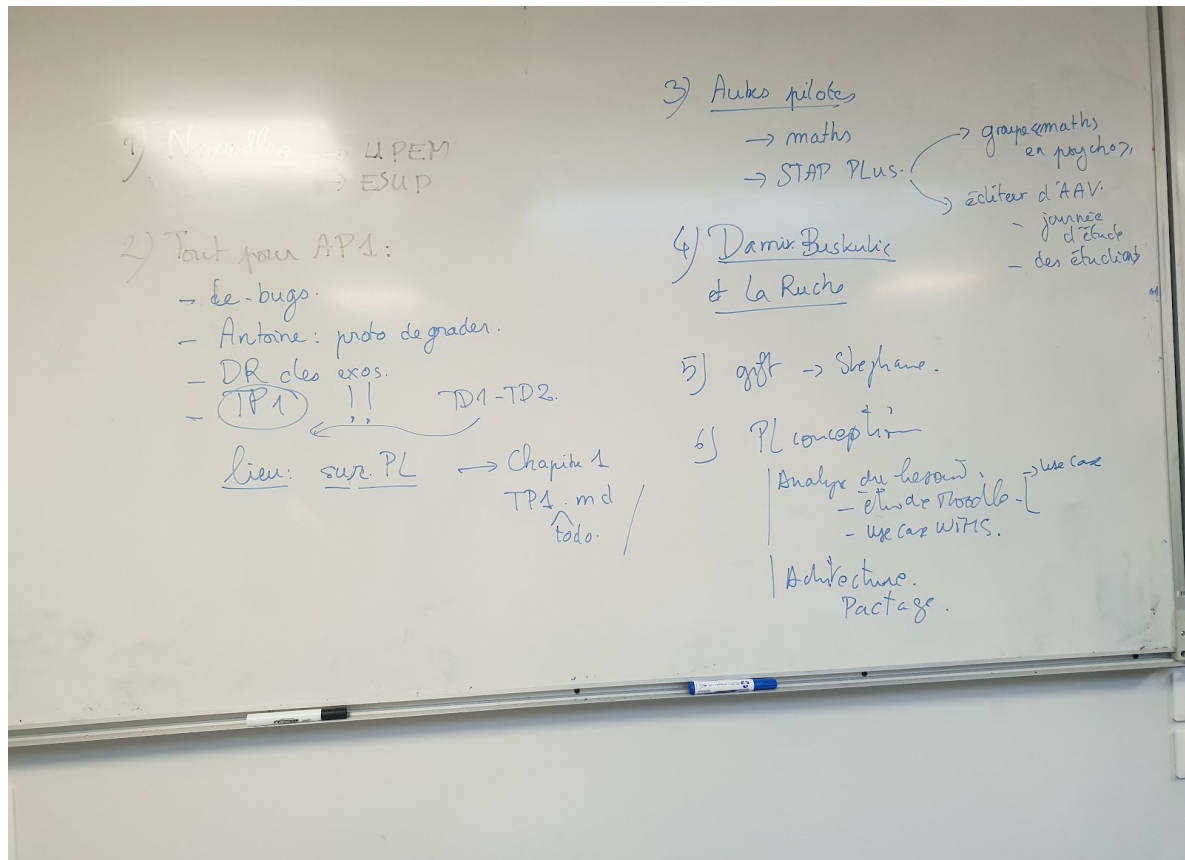 1) Nouvelles → UPEM
→ ESUP
2) Tout pour AP1 :
- de-bugs.
- Antoine : proto de grader.
- DR des exos.
- TP1 !! TD1-TD2.
lieu : sur PL → Chapitre 1
TP1.md
todo.
3) Autres pilotes
→ maths
→ STAP PLUS.
→ groupe «maths
en psycho»,
→ éditeur d'AAV.
- journée
d'étude
- des étudiants
4) Damir Buskulic
et La Ruche
5) gift → Stéphane.
6) PL conception
Analyse du besoin.
- étude Moodle → use case
- use case WIMS.
Architecture.
Pactage.